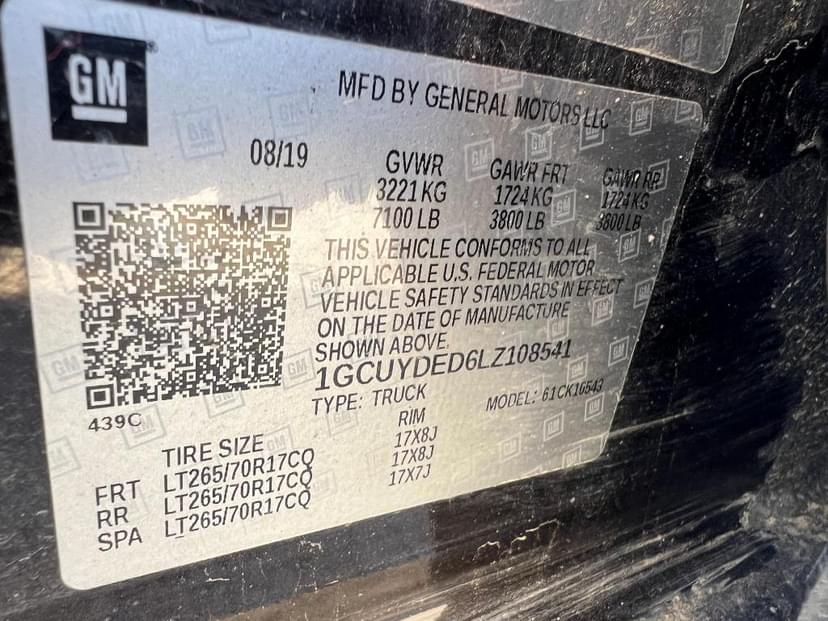 GM
MFD BY GENERAL MOTORS LLC
08/19
GVWR GAWR FRT GAWR RR
3221 KG 1724 KG 1724 KG
7100 LB 3800 LB 3800 LB
THIS VEHICLE CONFORMS TO ALL
APPLICABLE U.S. FEDERAL MOTOR
VEHICLE SAFETY STANDARDS IN EFFECT
ON THE DATE OF MANUFACTURE
SHOWN ABOVE.
1GCUYDED6LZ108541
TYPE: TRUCK MODEL: 61CK10543
439C
TIRE SIZE RIM
FRT LT265/70R17CQ 17X8J
RR LT265/70R17CQ 17X8J
SPA LT265/70R17CQ 17X7J